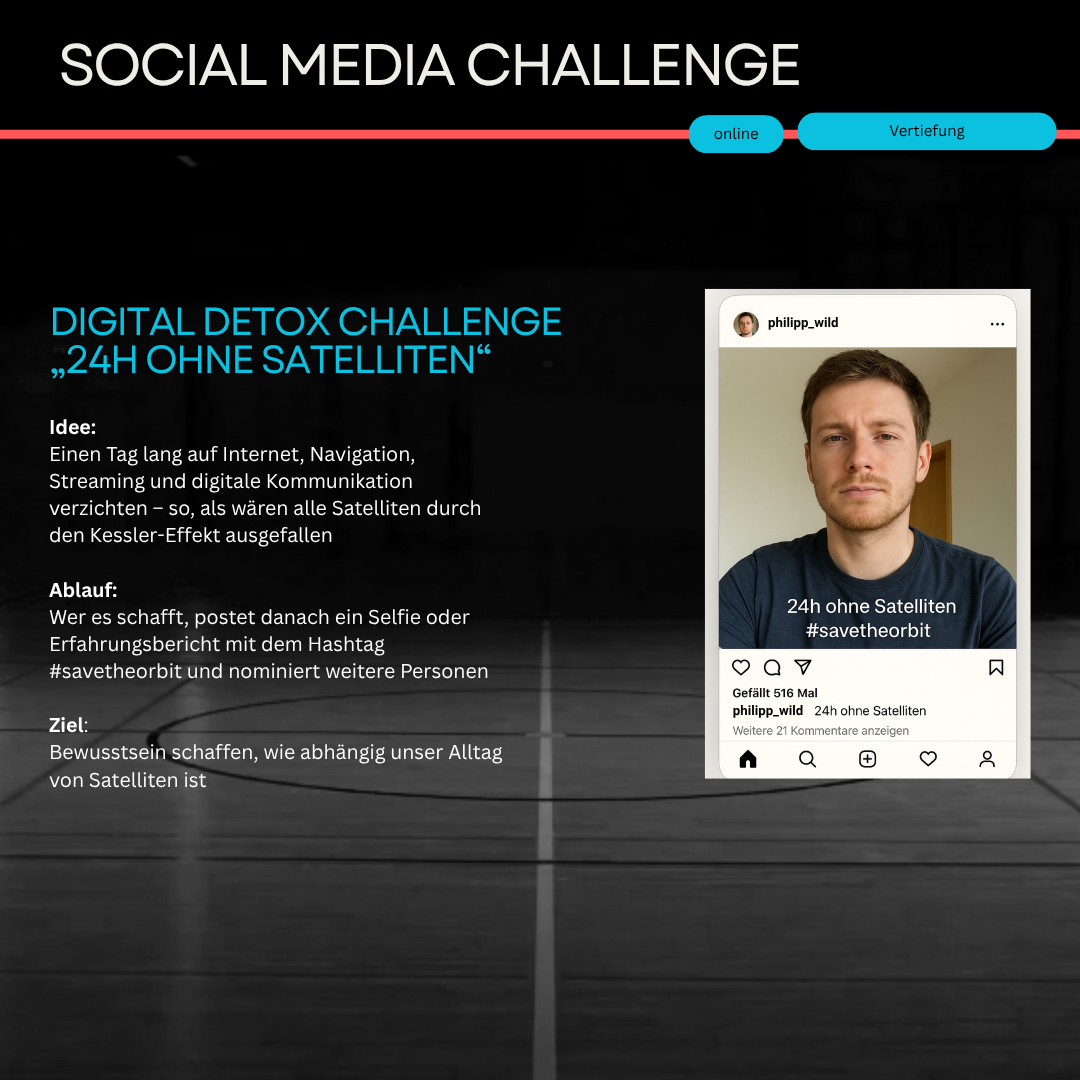 SOCIAL MEDIA CHALLENGE
online
Vertiefung
DIGITAL DETOX CHALLENGE
„24H OHNE SATELLITEN“
Idee:
Einen Tag lang auf Internet, Navigation,
Streaming und digitale Kommunikation
verzichten – so, als wären alle Satelliten durch
den Kessler-Effekt ausgefallen
Ablauf:
Wer es schafft, postet danach ein Selfie oder
Erfahrungsbericht mit dem Hashtag
#savetheorbit und nominiert weitere Personen
Ziel:
Bewusstsein schaffen, wie abhängig unser Alltag
von Satelliten ist
philipp_wild
24h ohne Satelliten
#savetheorbit
Gefällt 516 Mal
philipp_wild 24h ohne Satelliten
Weitere 21 Kommentare anzeigen